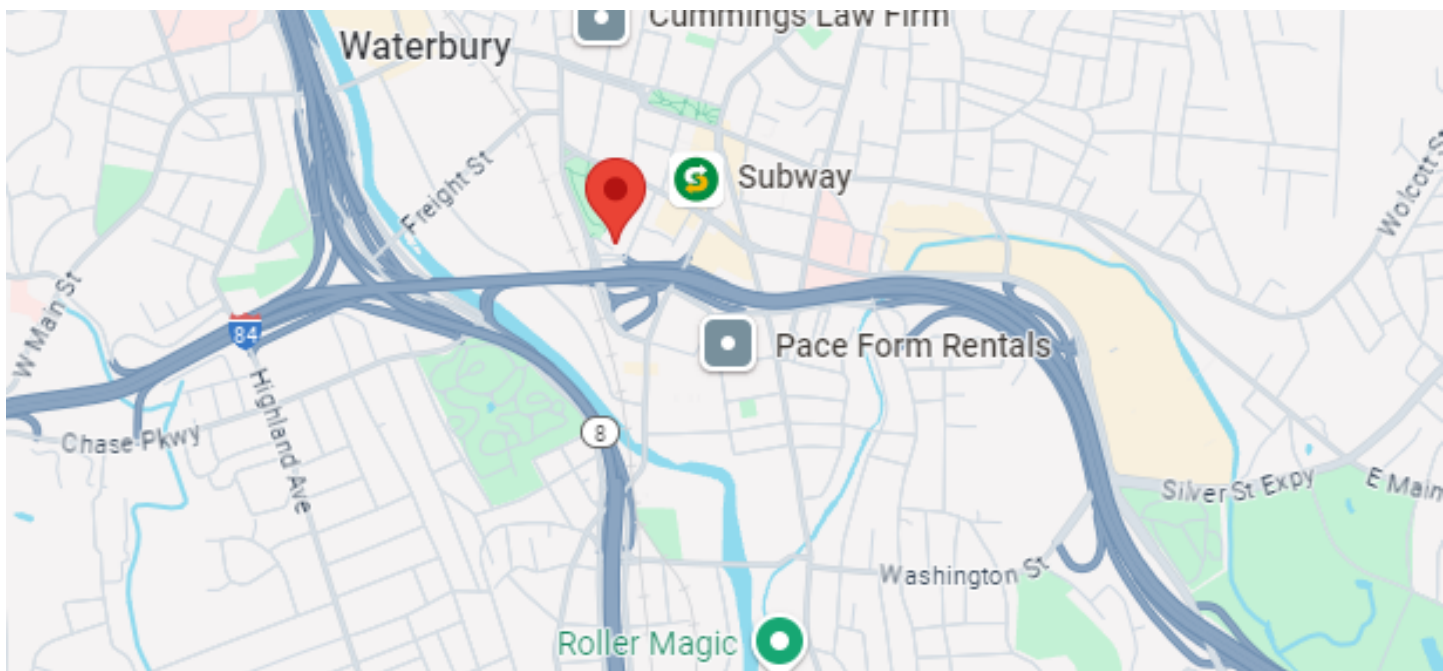 Cummings Law Firm
Waterbury
Subway
Freight St
Wolcott St
W Main St
84
Pace Form Rentals
Highland Ave
Chase Pkwy
8
Silver St Expy
E Main
Washington St
Roller Magic